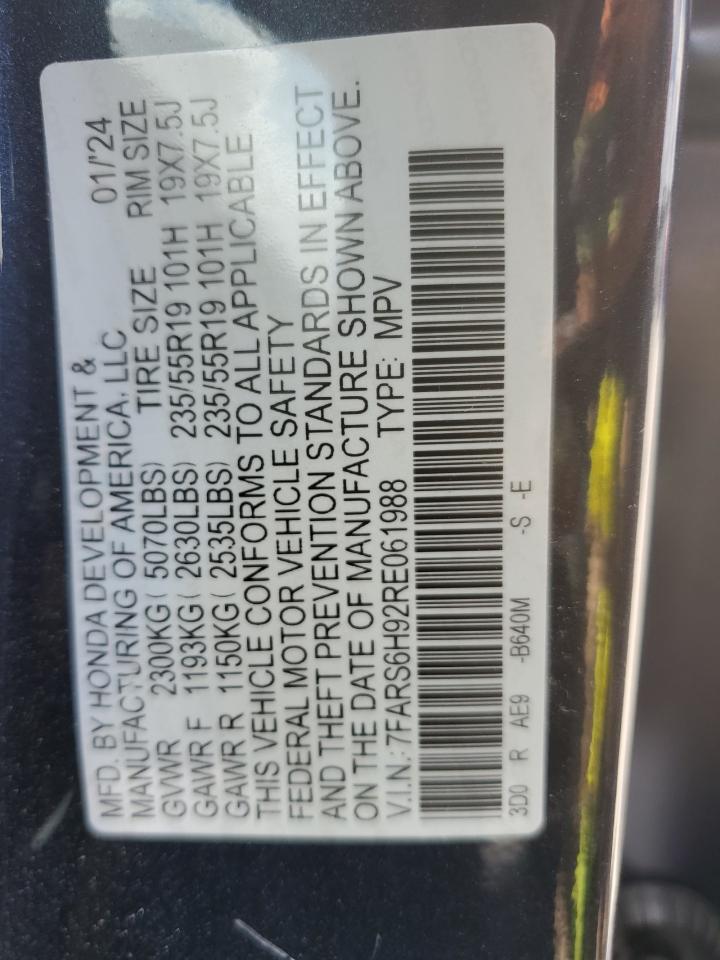 MFD. BY HONDA DEVELOPMENT &
MANUFACTURING OF AMERICA, LLC 01/'24
TIRE SIZE RIM SIZE
GVWR 2300KG( 5070LBS)
GAWR F 1193KG( 2630LBS) 235/55R19 101H 19X7.5J
GAWR R 1150KG( 2535LBS) 235/55R19 101H 19X7.5J
THIS VEHICLE CONFORMS TO ALL APPLICABLE
FEDERAL MOTOR VEHICLE SAFETY
AND THEFT PREVENTION STANDARDS IN EFFECT
ON THE DATE OF MANUFACTURE SHOWN ABOVE.
V.I.N.: 7FARS6H92RE061988 TYPE: MPV
3D0 R AE9 -B640M -S -E